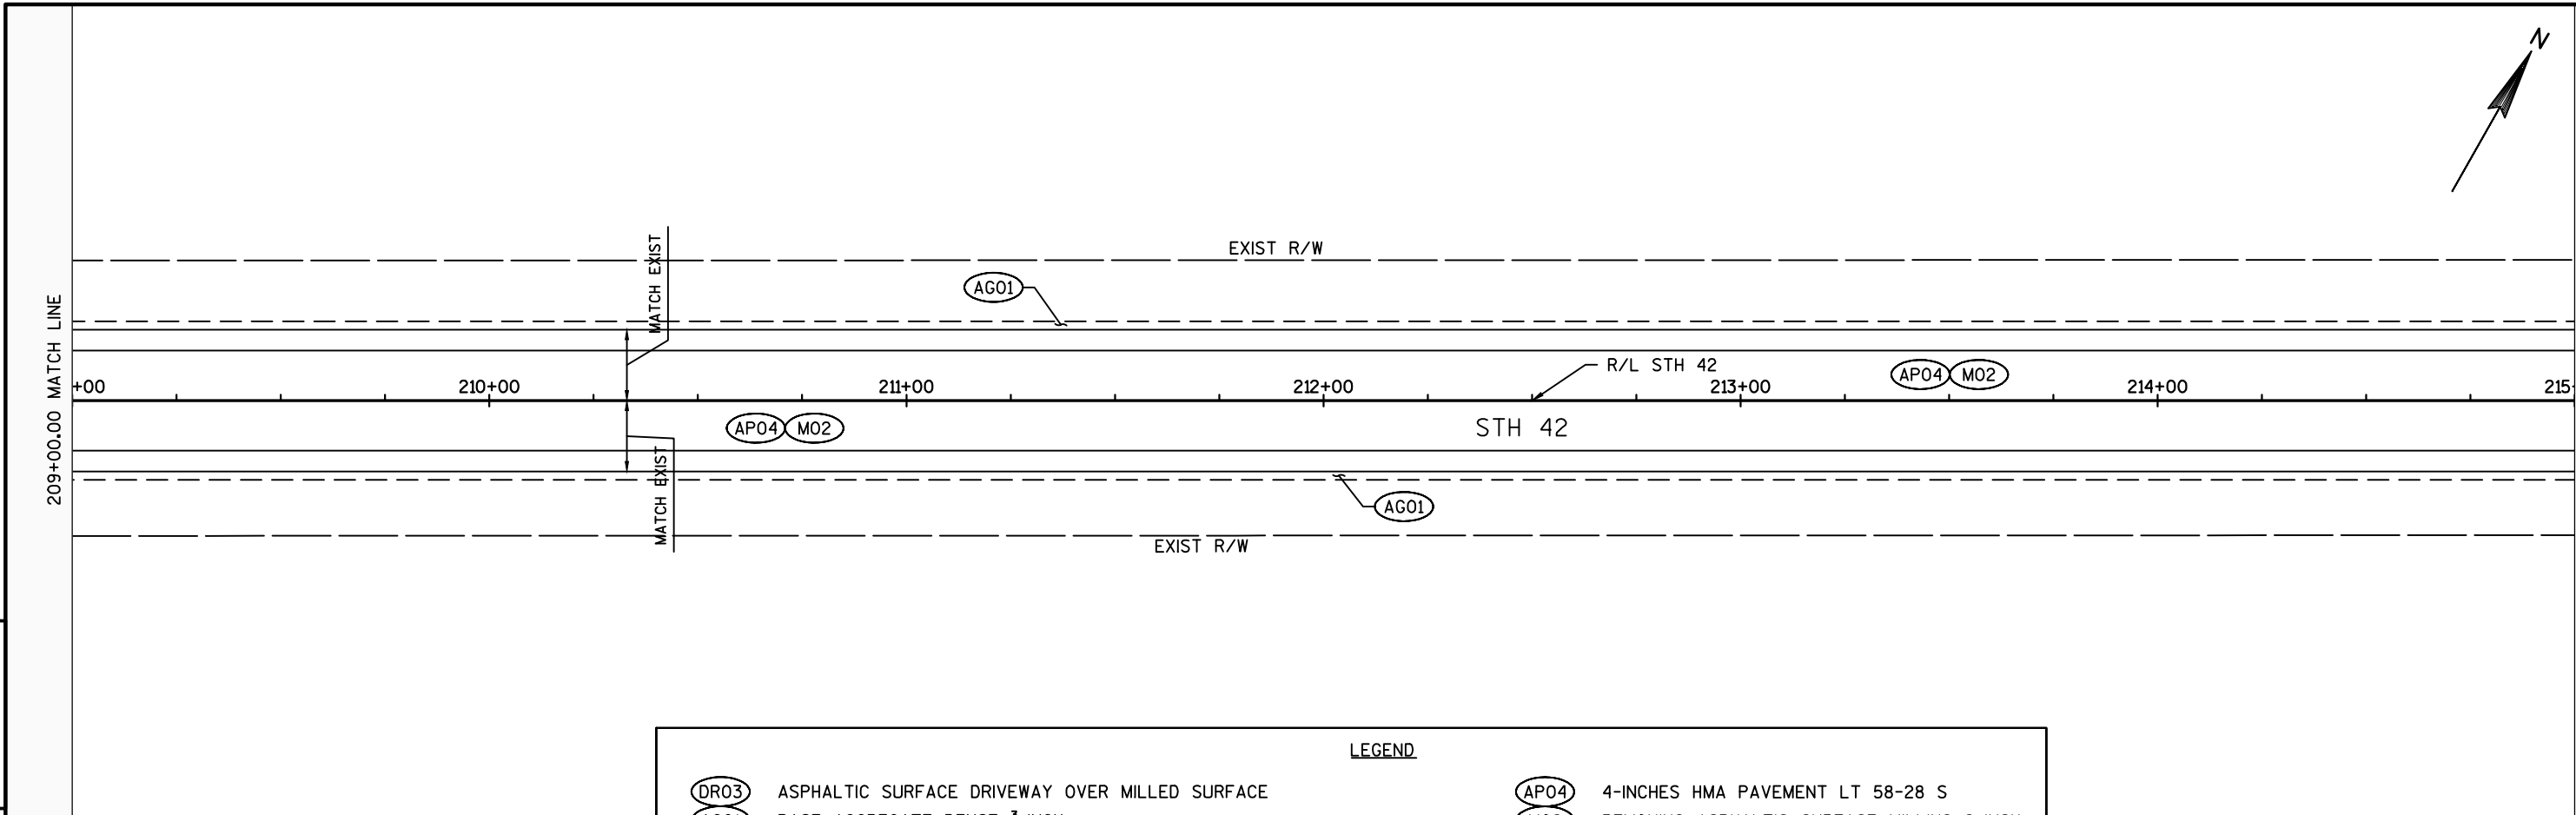 N
EXIST R/W
MATCH EXIST
AG01
209+00.00 MATCH LINE
R/L STH 42
AP04 M02
+00 210+00 211+00 212+00 213+00 214+00 215
AP04 M02
STH 42
MATCH EXIST
AG01
EXIST R/W
LEGEND
DR03 ASPHALTIC SURFACE DRIVEWAY OVER MILLED SURFACE
AP04 4-INCHES HMA PAVEMENT LT 58-28 S